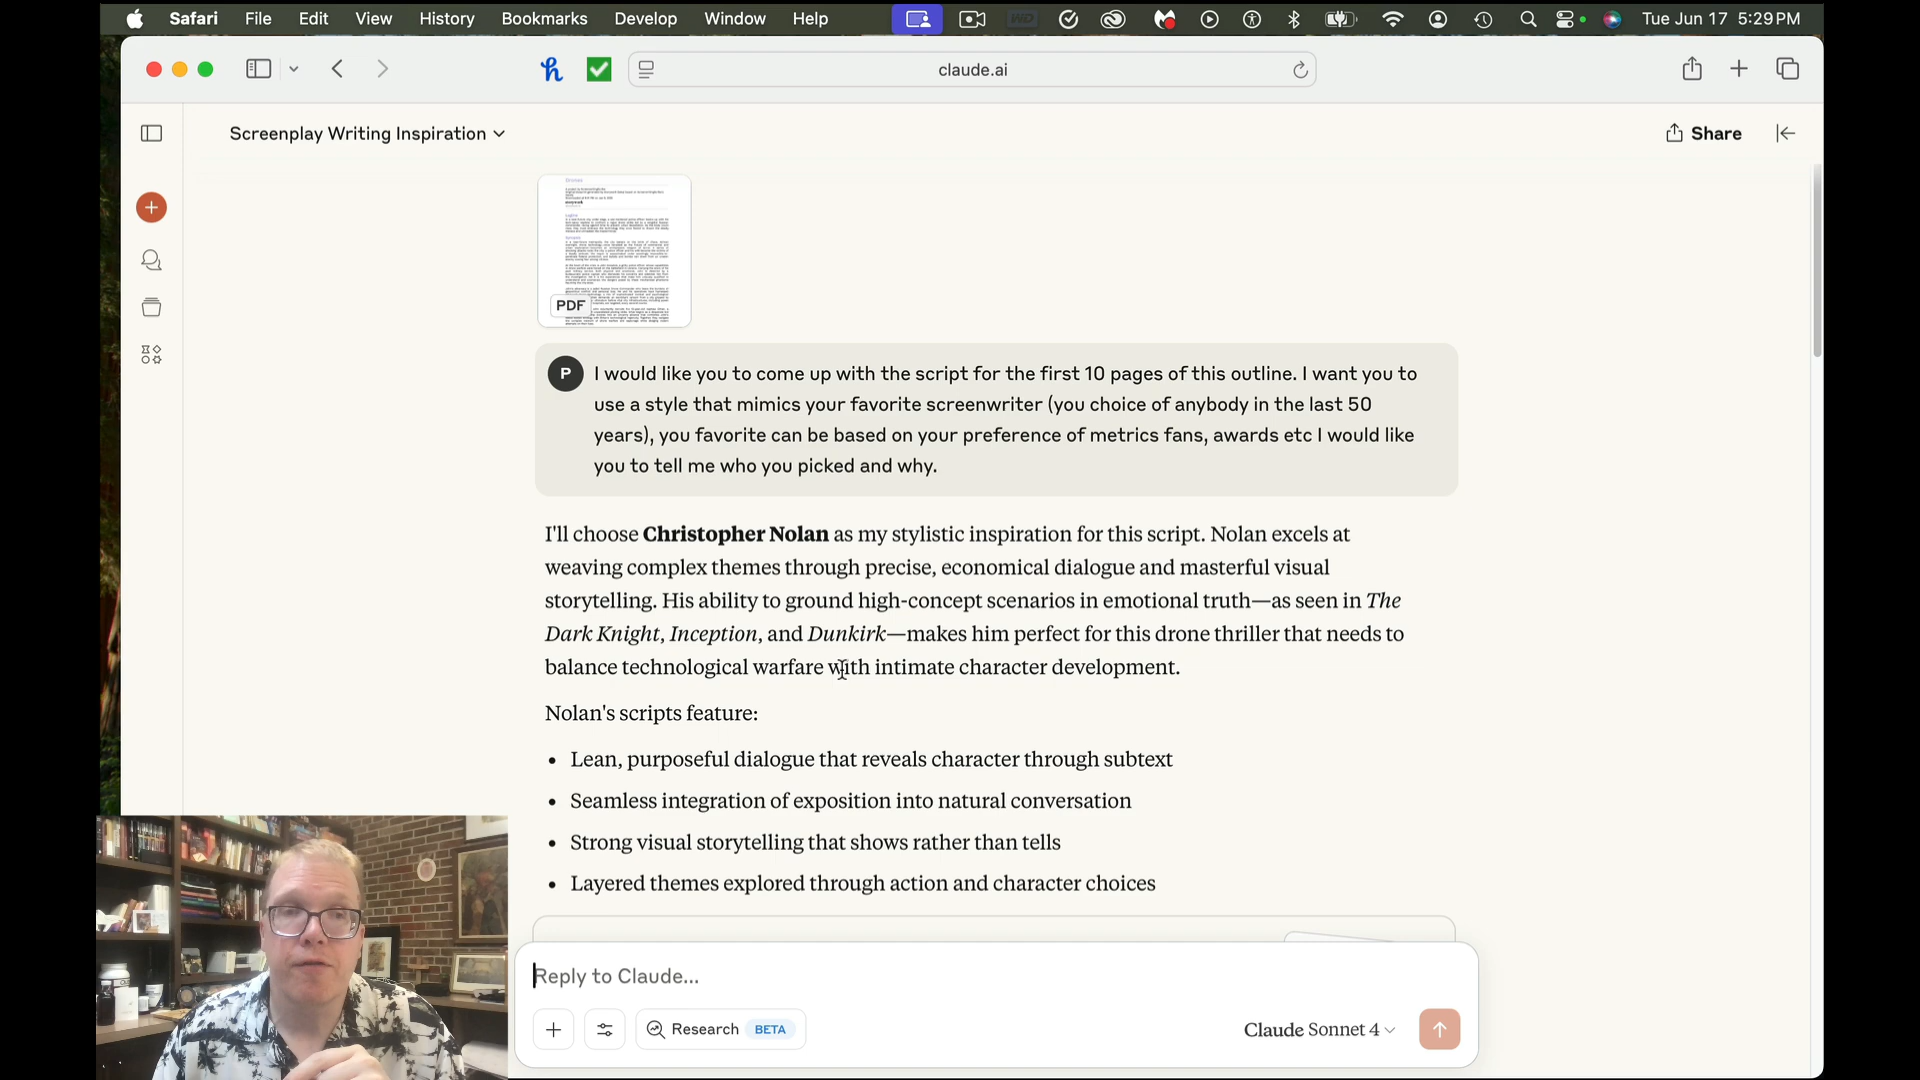 Safari File Edit View History Bookmarks Develop Window Help Tue Jun 17 5:29 PM
claude.ai
Screenplay Writing Inspiration
Share
PDF
P
I would like you to come up with the script for the first 10 pages of this outline. I want you to
use a style that mimics your favorite screenwriter (you choice of anybody in the last 50
years), you favorite can be based on your preference of metrics fans, awards etc I would like
you to tell me who you picked and why.
I'll choose Christopher Nolan as my stylistic inspiration for this script. Nolan excels at
weaving complex themes through precise, economical dialogue and masterful visual
storytelling. His ability to ground high-concept scenarios in emotional truth—as seen in The
Dark Knight, Inception, and Dunkirk—makes him perfect for this drone thriller that needs to
balance technological warfare with intimate character development.
Nolan's scripts feature:
• Lean, purposeful dialogue that reveals character through subtext
• Seamless integration of exposition into natural conversation
• Strong visual storytelling that shows rather than tells
• Layered themes explored through action and character choices
Reply to Claude...
Research BETA
Claude Sonnet 4